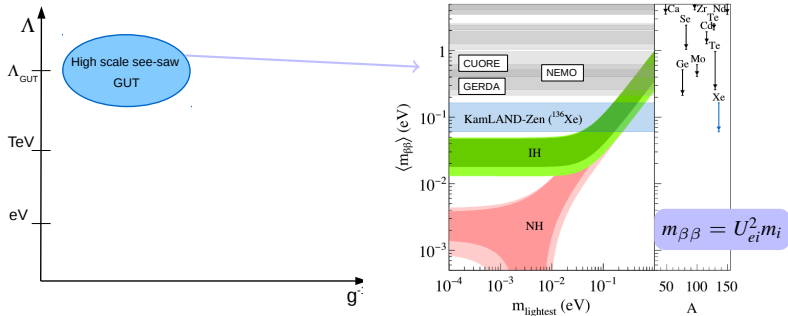 Λ
Λ_GUT
TeV
eV
High scale see-saw
GUT
⟨m_ββ⟩ (eV)
1
10⁻¹
10⁻²
10⁻³
CUORE
NEMO
GERDA
KamLAND-Zen (¹³⁶Xe)
IH
NH
10⁻⁴ 10⁻³ 10⁻² 10⁻¹
m_lightest (eV)
Ca
Zr
Nd
Se
Te
Cd
Te
Ge
Mo
Xe
m_ββ = U²_ei m_i
50 100 150
A